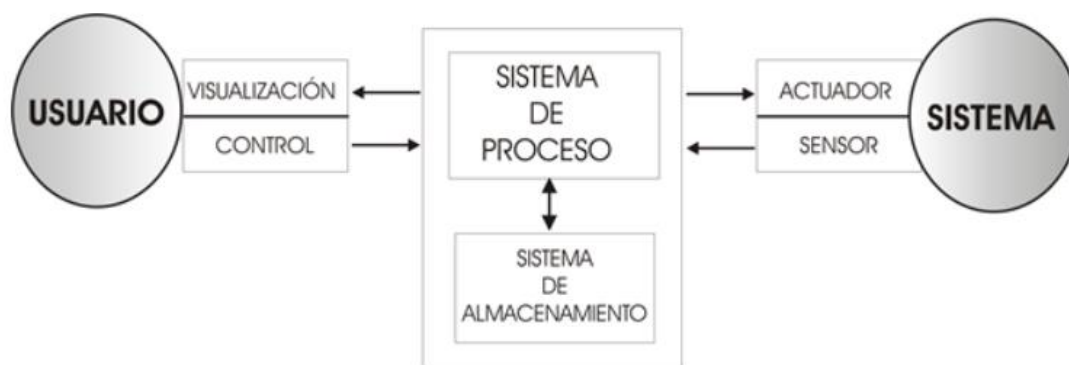 USUARIO
VISUALIZACIÓN
CONTROL
SISTEMA
DE
PROCESO
SISTEMA
DE
ALMACENAMIENTO
ACTUADOR
SENSOR
SISTEMA